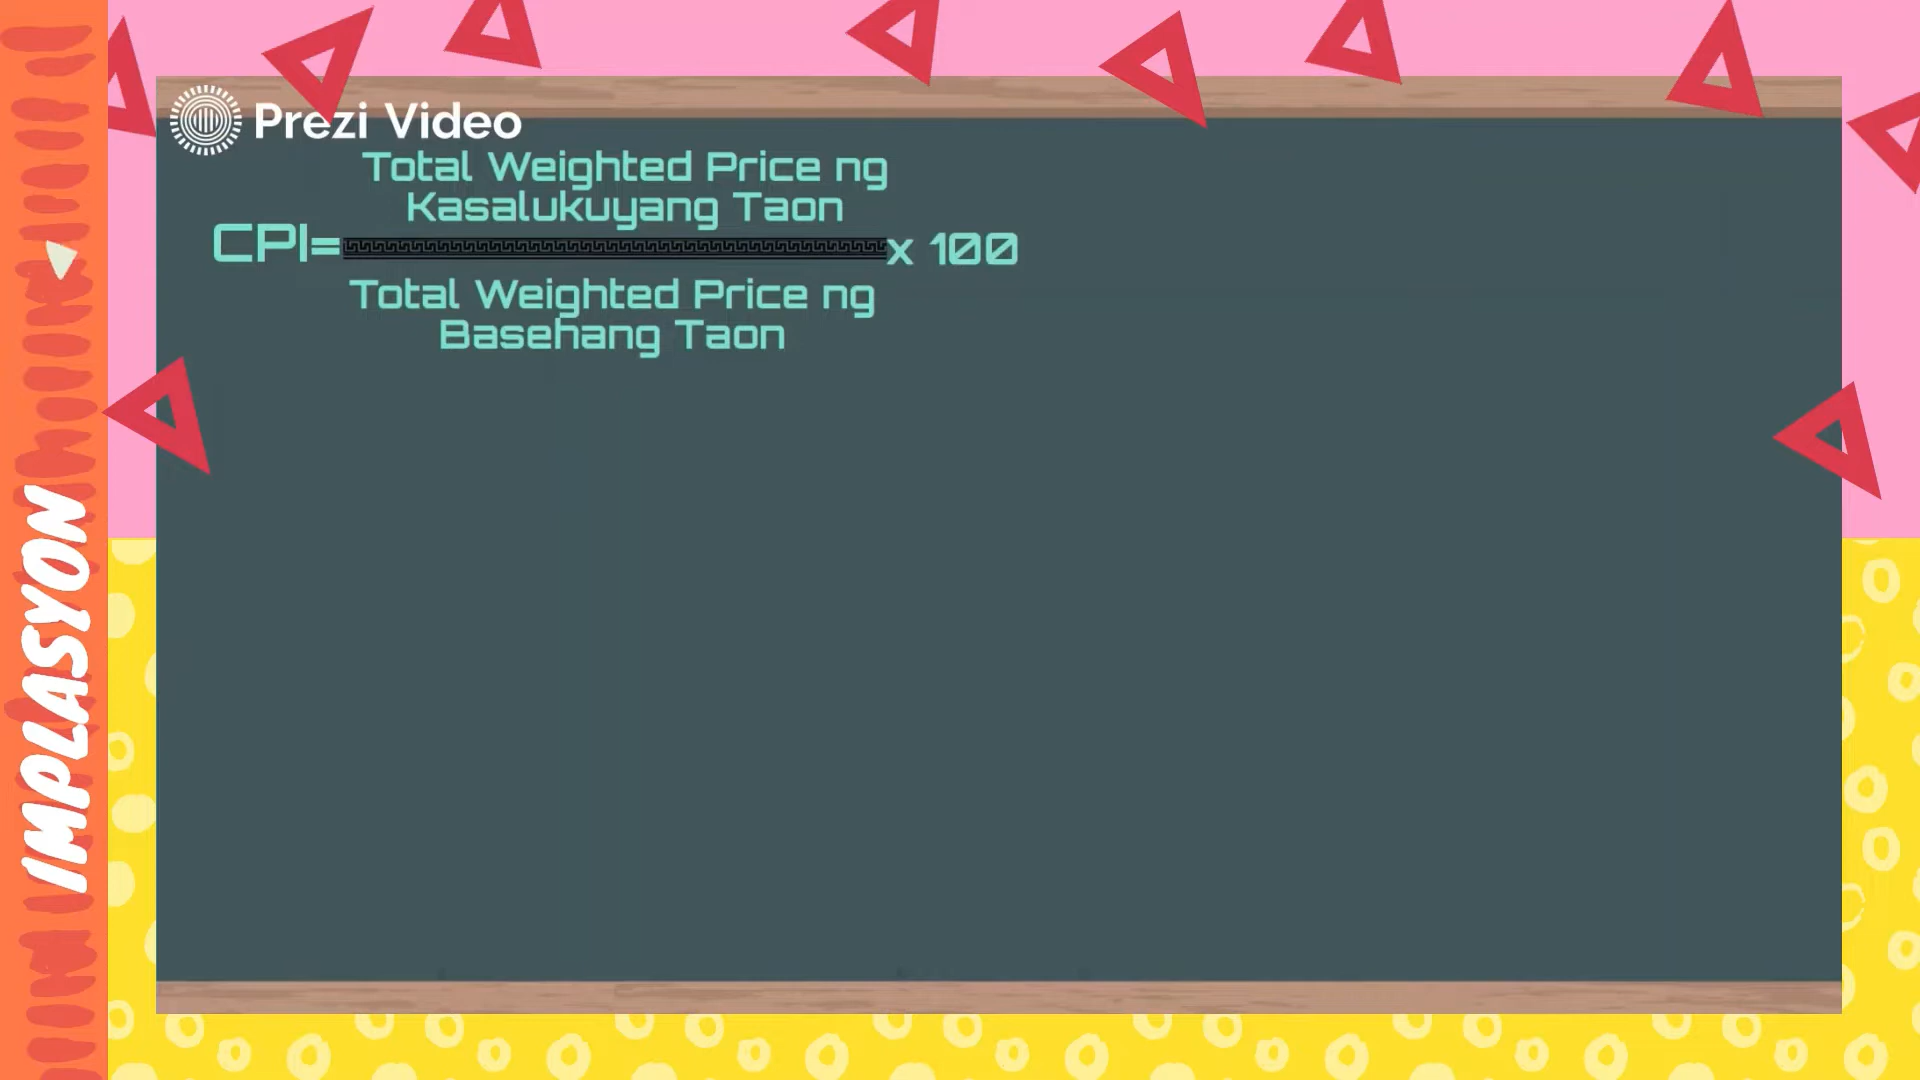 Prezi Video
Total Weighted Price ng
Kasalukuyang Taon
CPI= x 100
Total Weighted Price ng
Basehang Taon
IMPLASYON